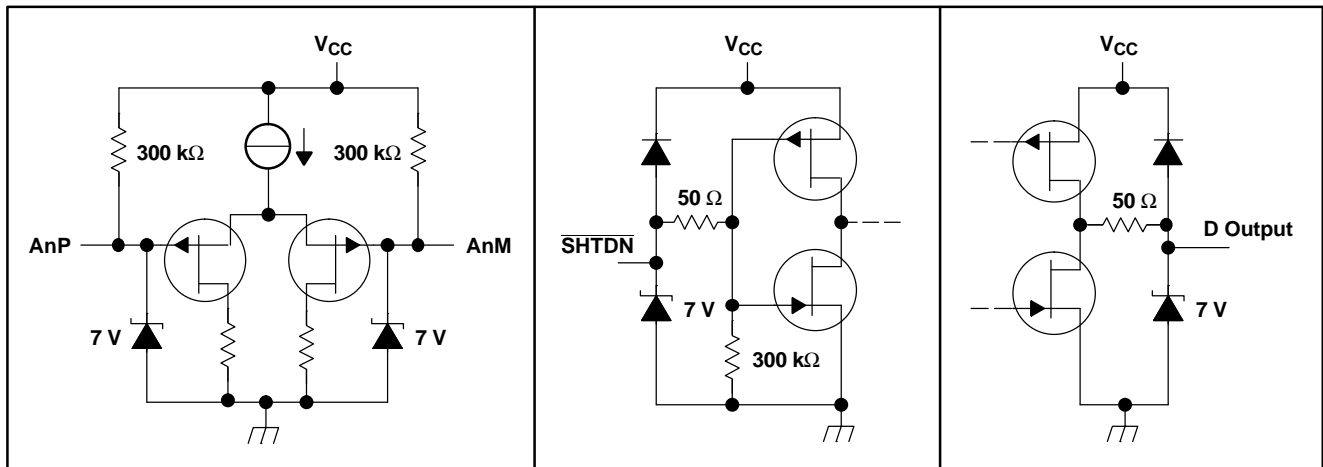 VCC
300 kΩ
300 kΩ
AnP
AnM
7 V
7 V
VCC
50 Ω
SHTDN
7 V
300 kΩ
VCC
50 Ω
D Output
7 V